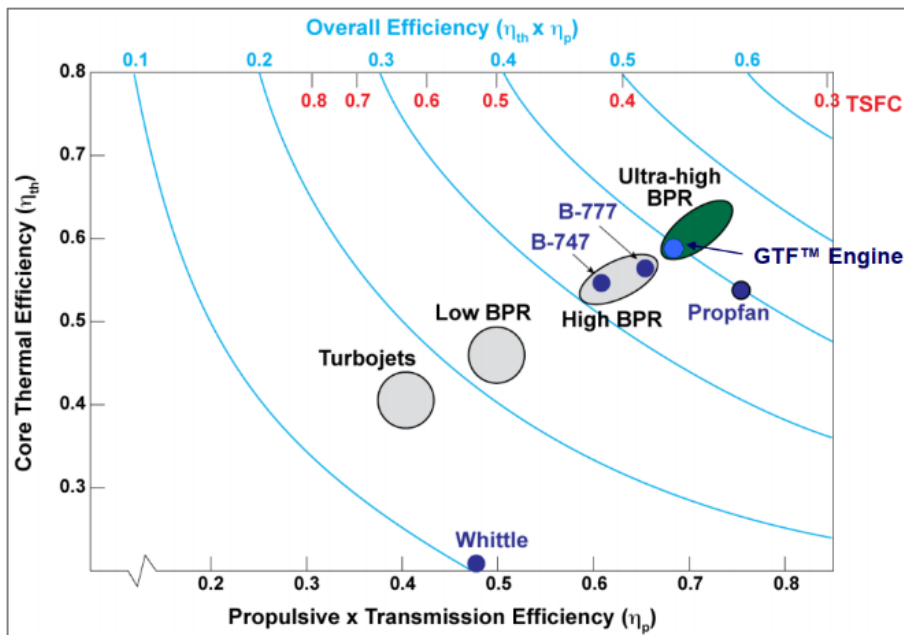 Overall Efficiency (ηth x ηp)
0.1 0.2 0.3 0.4 0.5 0.6
0.8
0.8 0.7 0.6 0.5 0.4 0.3 TSFC
0.7
Ultra-high
BPR
B-777
B-747
0.6
GTF™ Engine
Propfan
High BPR
0.5
Low BPR
Turbojets
0.4
0.3
Whittle
0.2 0.3 0.4 0.5 0.6 0.7 0.8
Core Thermal Efficiency (ηth)
Propulsive x Transmission Efficiency (ηp)